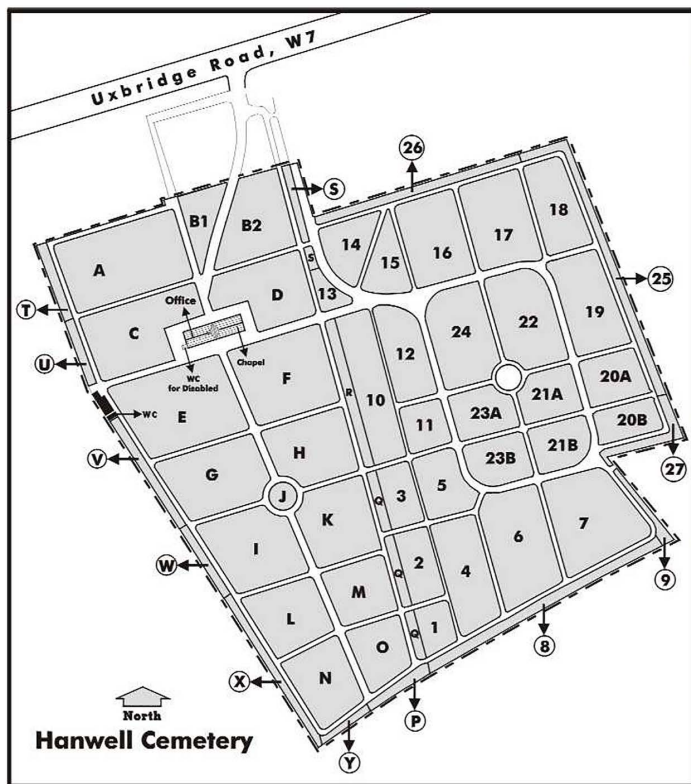 Uxbridge Road, W7
26
S
18
B1
B2
17
14
16
A
15
S
25
T
Office
D
13
19
C
24
22
U
Chapel
12
WC
for Disabled
F
20A
WC
R
10
21A
E
23A
20B
11
V
H
21B
G
23B
27
5
J
Q
3
K
7
6
I
2
9
W
Q
4
M
L
1
8
O
Q
X
N
P
North
Hanwell Cemetery
Y